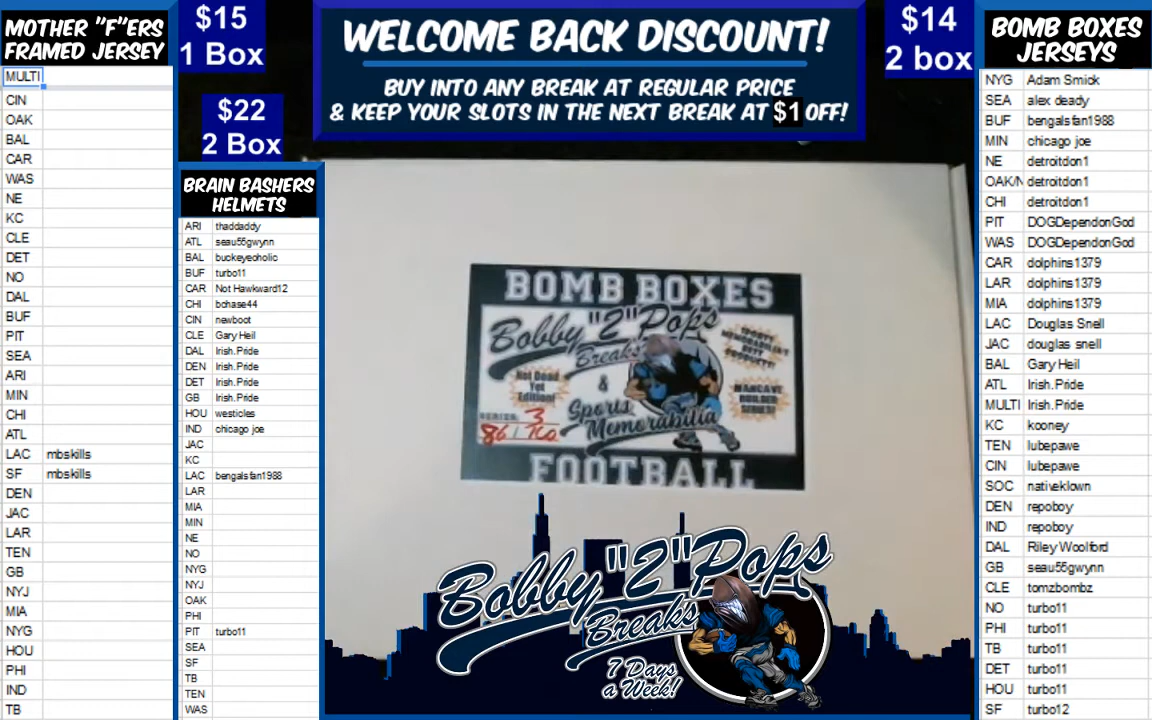 MOTHER "F"ERS
FRAMED JERSEY
MULTI
CIN
OAK
BAL
CAR
WAS
NE
KC
CLE
DET
NO
DAL
BUF
PIT
SEA
ARI
MIN
CHI
ATL
LAC mbskills
SF mbskills
DEN
JAC
LAR
TEN
GB
NYJ
MIA
NYG
HOU
PHI
IND
TB
$15
1 Box
$22
2 Box
BRAIN BASHERS
HELMETS
ARI thaddaddy
ATL seau55gwynn
BAL buckeyeoholic
BUF turbo11
CAR Not Hawkward12
CHI bchase44
CIN newboot
CLE Gary Heil
DAL Irish.Pride
DEN Irish.Pride
DET Irish.Pride
GB Irish.Pride
HOU westicles
IND chicago joe
JAC
KC
LAC bengalsfan1988
LAR
MIA
MIN
NE
NO
NYG
NYJ
OAK
PHI
PIT turbo11
SEA
SF
TB
TEN
WAS
WELCOME BACK DISCOUNT!
BUY INTO ANY BREAK AT REGULAR PRICE
& KEEP YOUR SLOTS IN THE NEXT BREAK AT $1 OFF!
BOMB BOXES
Bobby "2" Pops
Breaks
&
Sports
Memorabilia
Not Dead
Yet
Edition!
MANCAVE
BUILDER
SERIES!
SERIES 3
86/760
FOOTBALL
Bobby "2" Pops
Breaks
7 Days
a Week!
$14
2 box
BOMB BOXES
JERSEYS
NYG Adam Smick
SEA alex deady
BUF bengalsfan1988
MIN chicago joe
NE detroitdon1
OAK/N detroitdon1
CHI detroitdon1
PIT DOGDependonGod
WAS DOGDependonGod
CAR dolphins1379
LAR dolphins1379
MIA dolphins1379
LAC Douglas Snell
JAC douglas snell
BAL Gary Heil
ATL Irish.Pride
MULTI Irish.Pride
KC kooney
TEN lubepawe
CIN lubepawe
SOC nativeklown
DEN repoboy
IND repoboy
DAL Riley Woolford
GB seau55gwynn
CLE tomzbombz
NO turbo11
PHI turbo11
TB turbo11
DET turbo11
HOU turbo11
SF turbo12